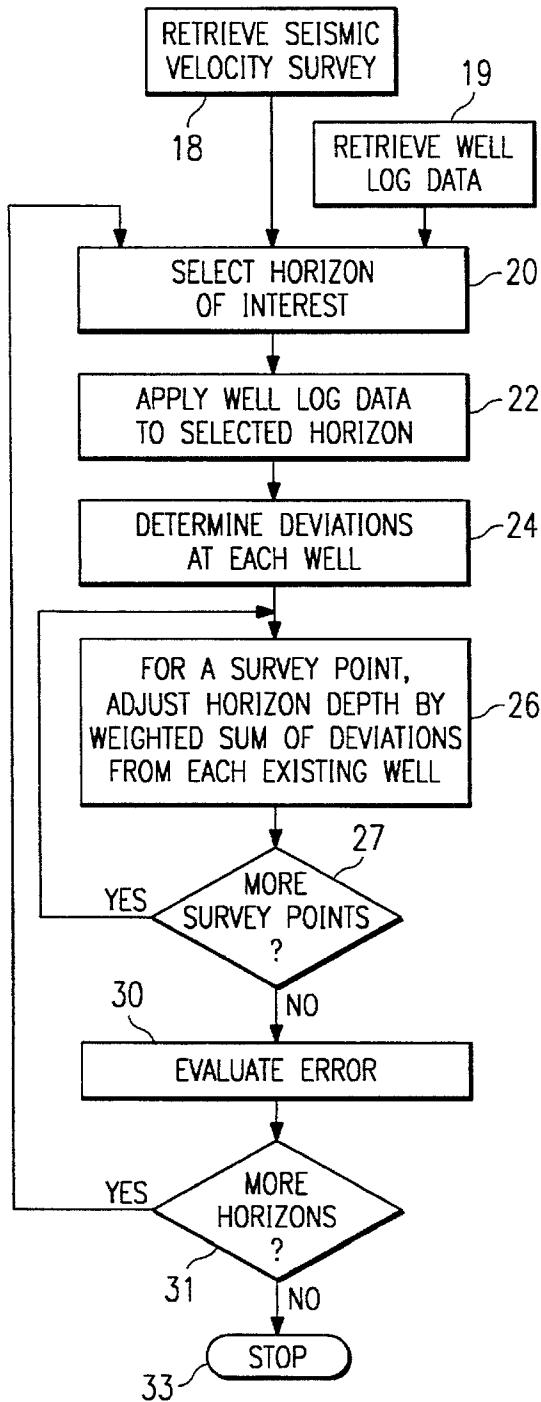 RETRIEVE SEISMIC
VELOCITY SURVEY
18
19
RETRIEVE WELL
LOG DATA
SELECT HORIZON
OF INTEREST
20
APPLY WELL LOG DATA
TO SELECTED HORIZON
22
DETERMINE DEVIATIONS
AT EACH WELL
24
FOR A SURVEY POINT,
ADJUST HORIZON DEPTH BY
WEIGHTED SUM OF DEVIATIONS
FROM EACH EXISTING WELL
26
27
YES
MORE
SURVEY POINTS
?
NO
30
EVALUATE ERROR
YES
MORE
HORIZONS
?
31
NO
STOP
33